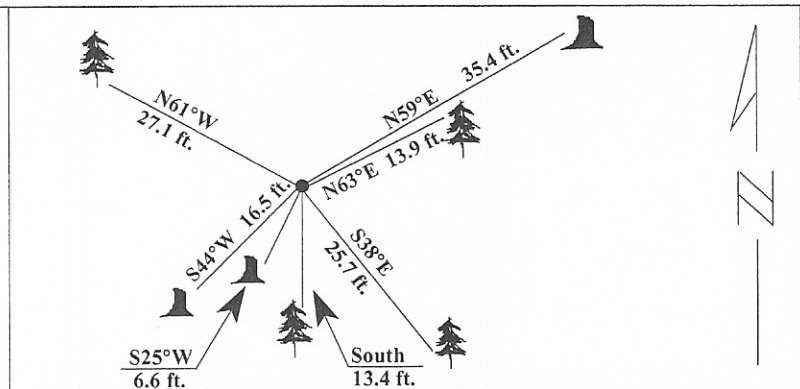 N61°W
27.1 ft.
N59°E 35.4 ft.
N63°E 13.9 ft.
S44°W 16.5 ft.
S38°E
25.7 ft.
S25°W
6.6 ft.
South
13.4 ft.
N